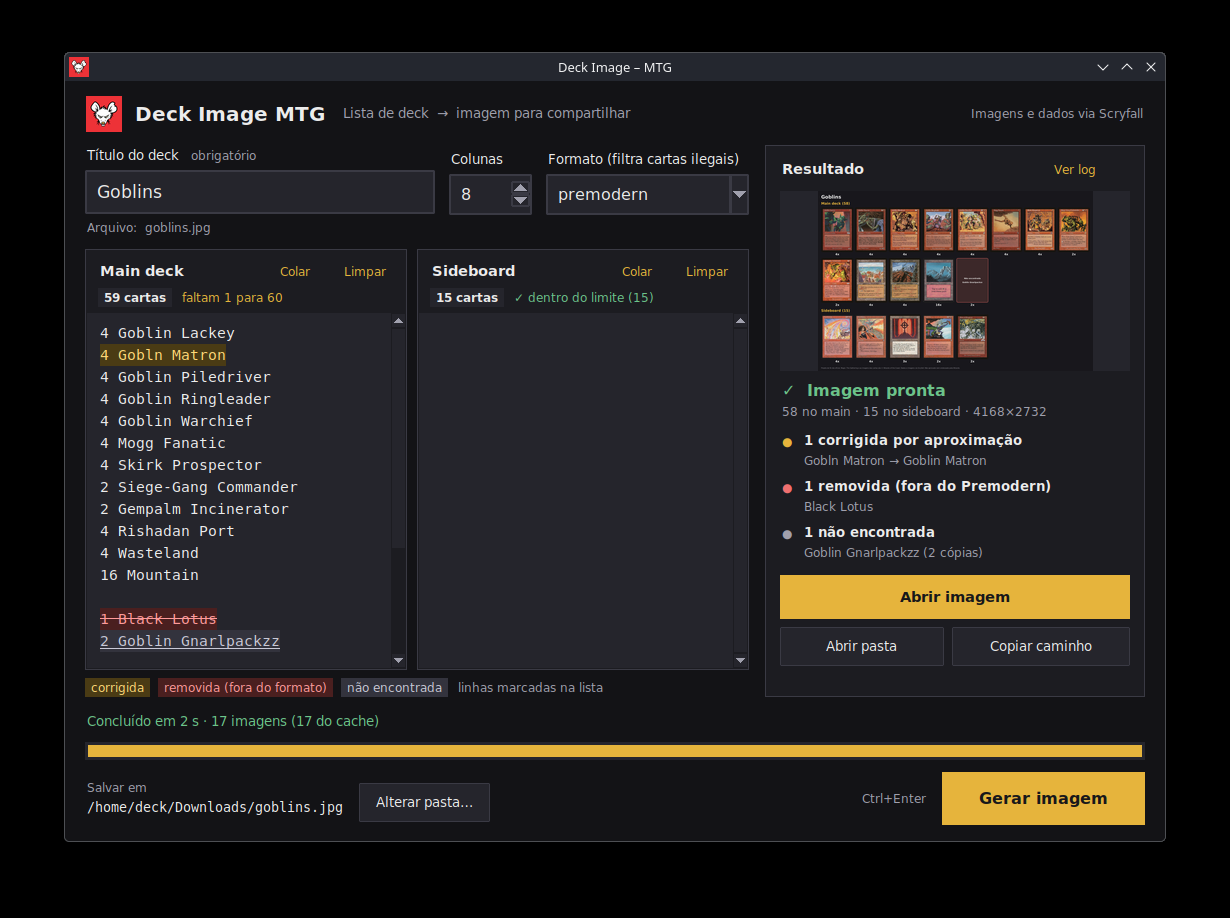 Deck Image – MTG
Deck Image MTG
Lista de deck → imagem para compartilhar
Imagens e dados via Scryfall
Título do deck obrigatório
Goblins
Arquivo: goblins.jpg
Colunas
8
Formato (filtra cartas ilegais)
premodern
Main deck
Colar
Limpar
59 cartas
faltam 1 para 60
4 Goblin Lackey
4 Gobln Matron
4 Goblin Piledriver
4 Goblin Ringleader
4 Goblin Warchief
4 Mogg Fanatic
4 Skirk Prospector
2 Siege-Gang Commander
2 Gempalm Incinerator
4 Rishadan Port
4 Wasteland
16 Mountain
1 Black Lotus
2 Goblin Gnarlpackzz
Sideboard
Colar
Limpar
15 cartas
✓ dentro do limite (15)
corrigida
removida (fora do formato)
não encontrada
linhas marcadas na lista
Resultado
Ver log
Goblins
Main deck (58)
Sideboard (15)
✓ Imagem pronta
58 no main · 15 no sideboard · 4168×2732
1 corrigida por aproximação
Gobln Matron → Goblin Matron
1 removida (fora do Premodern)
Black Lotus
1 não encontrada
Goblin Gnarlpackzz (2 cópias)
Abrir imagem
Abrir pasta
Copiar caminho
Concluído em 2 s · 17 imagens (17 do cache)
Salvar em
/home/deck/Downloads/goblins.jpg
Alterar pasta…
Ctrl+Enter
Gerar imagem